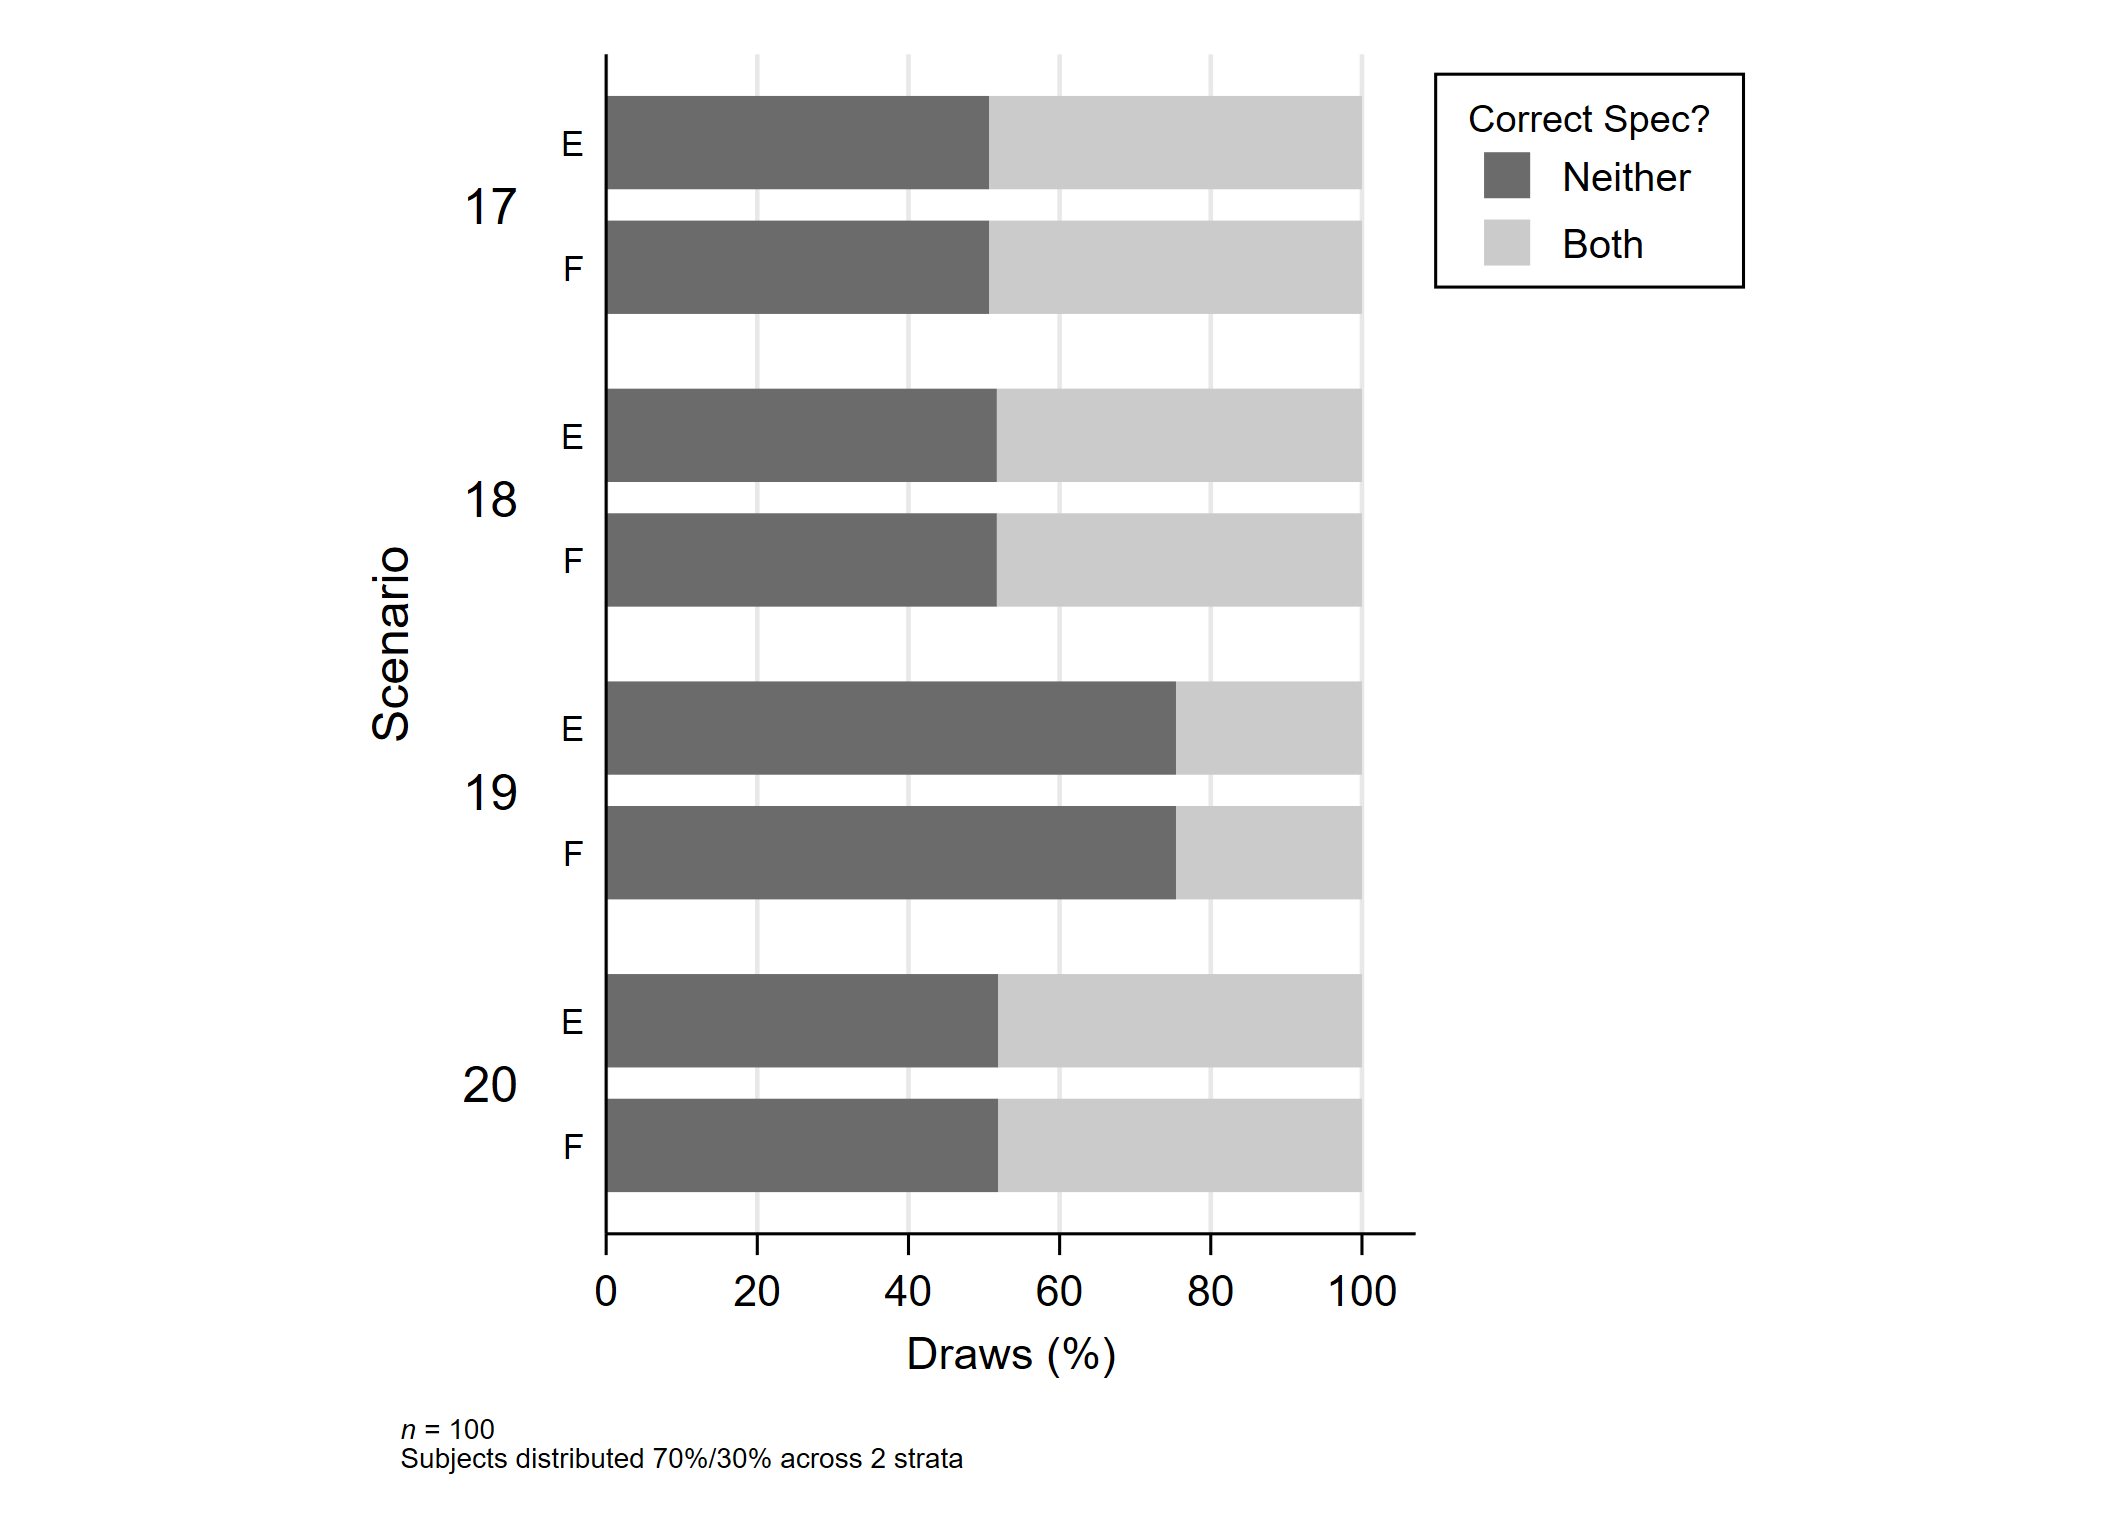 Correct Spec?
Neither
Both
Scenario
17
E
F
18
E
F
19
E
F
20
E
F
0 20 40 60 80 100
Draws (%)
n = 100
Subjects distributed 70%/30% across 2 strata